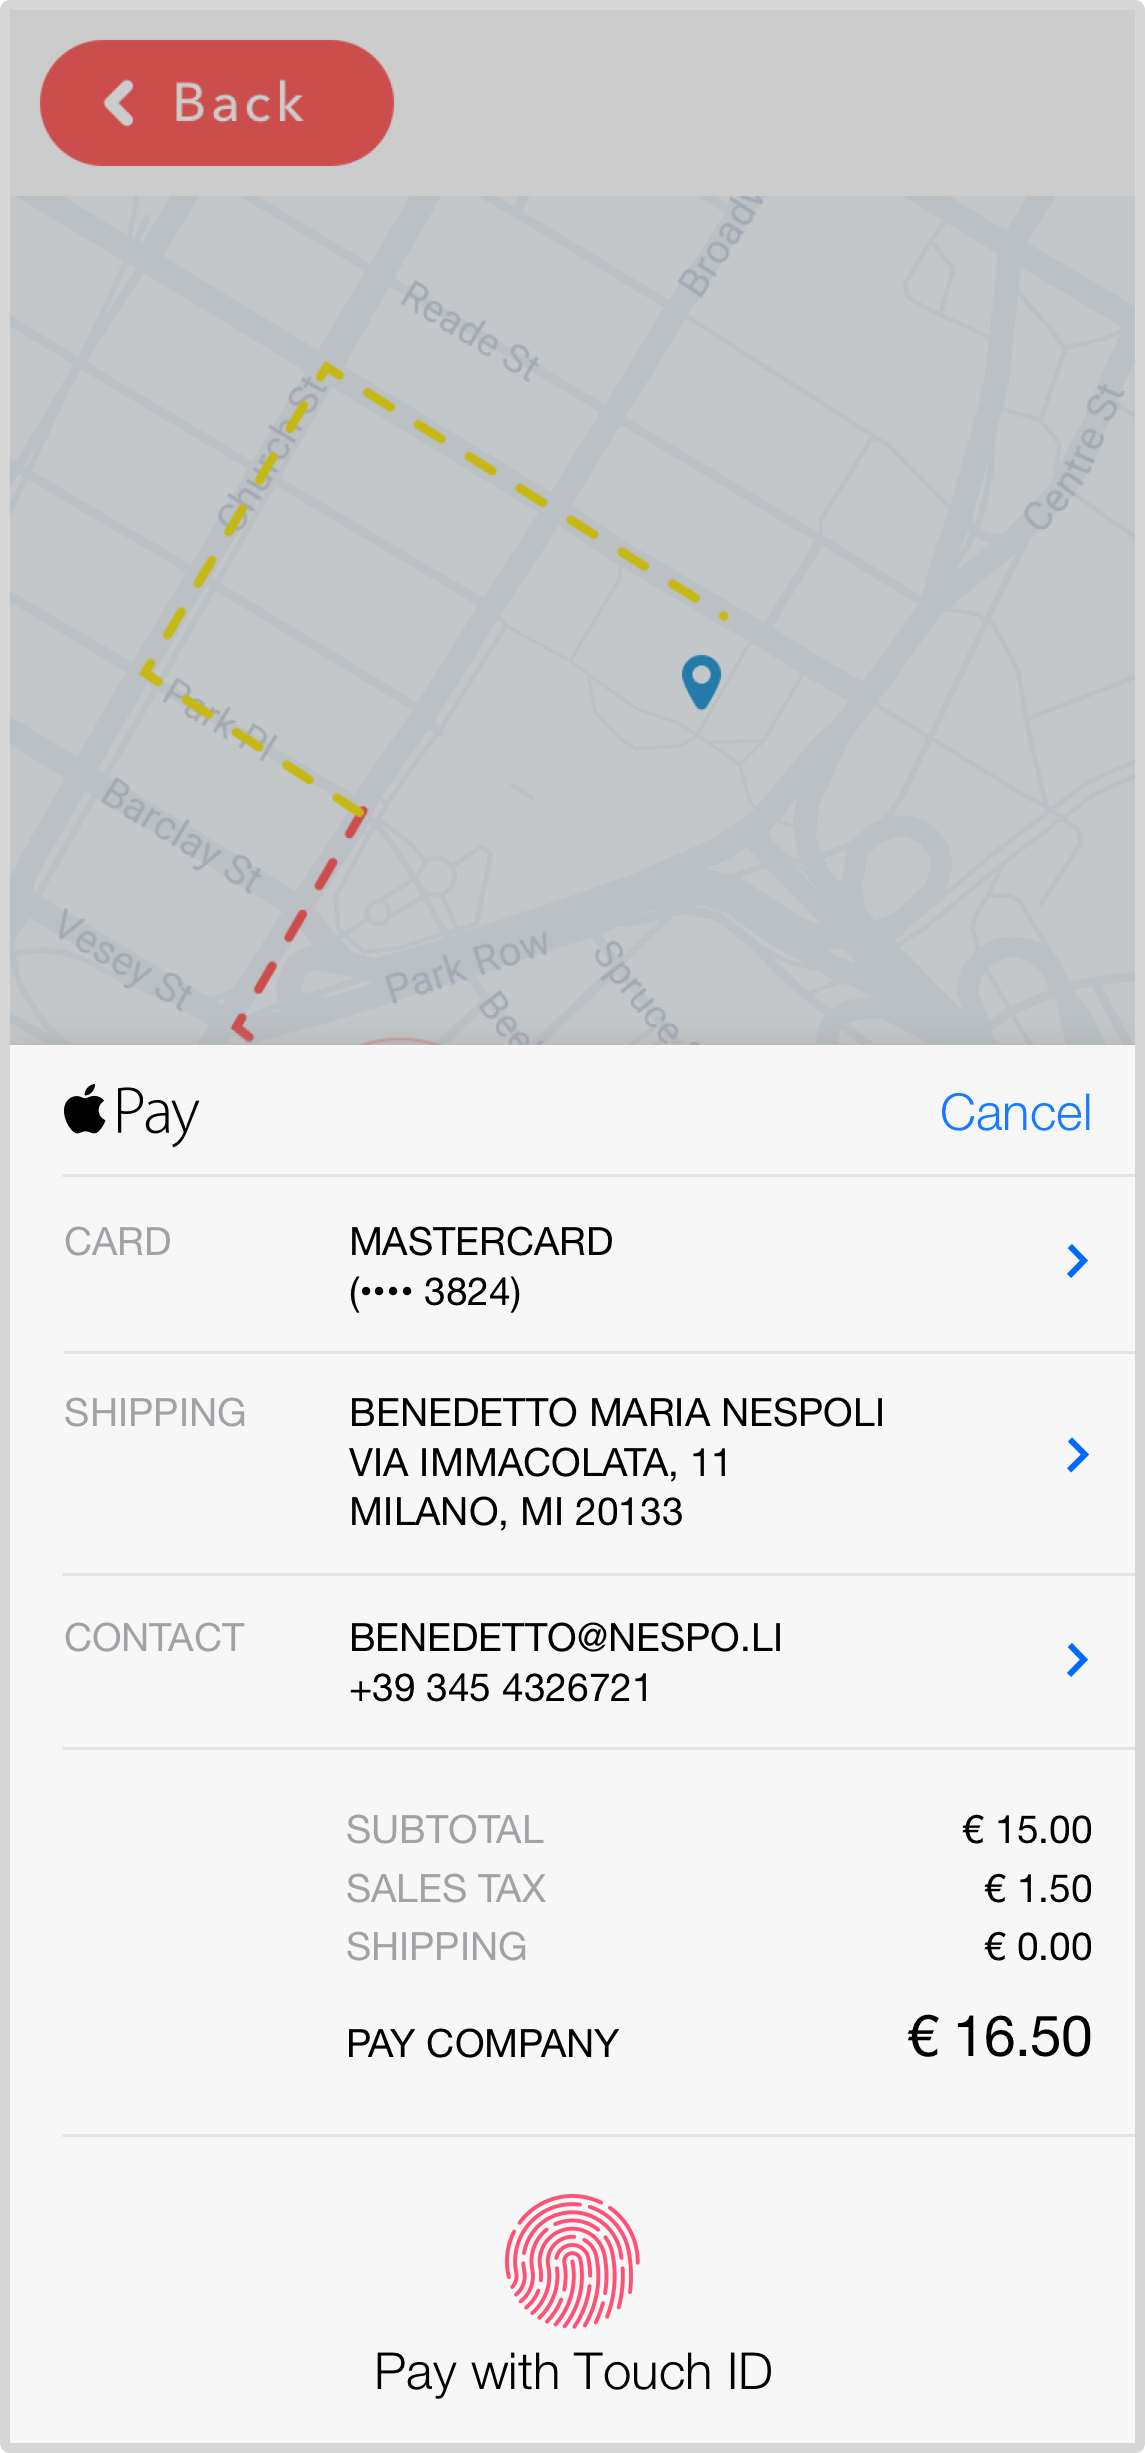 Back
Broadw
Reade St
Church St
Centre St
Park Pl
Barclay St
Vesey St
Park Row
Spruce
Bee
Pay
Cancel
CARD
MASTERCARD
(•••• 3824)
SHIPPING
BENEDETTO MARIA NESPOLI
VIA IMMACOLATA, 11
MILANO, MI 20133
CONTACT
BENEDETTO@NESPO.LI
+39 345 4326721
SUBTOTAL € 15.00
SALES TAX € 1.50
SHIPPING € 0.00
PAY COMPANY € 16.50
Pay with Touch ID